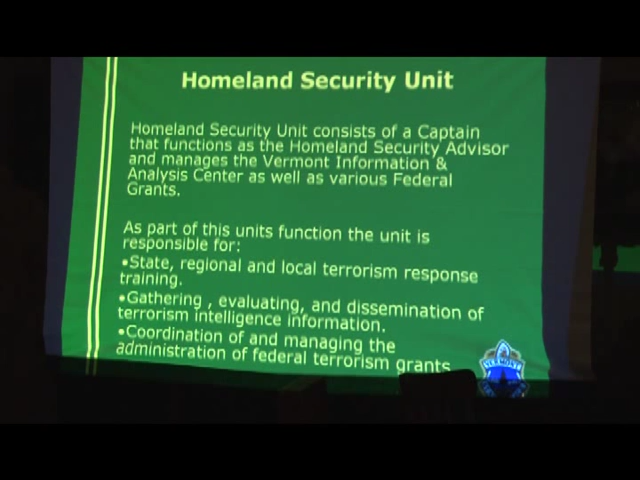 Homeland Security Unit
Homeland Security Unit consists of a Captain
that functions as the Homeland Security Advisor
and manages the Vermont Information &
Analysis Center as well as various Federal
Grants.
As part of this units function the unit is
responsible for:
•State, regional and local terrorism response
training.
•Gathering , evaluating, and dissemination of
terrorism intelligence information.
•Coordination of and managing the
administration of federal terrorism grants
VERMONT